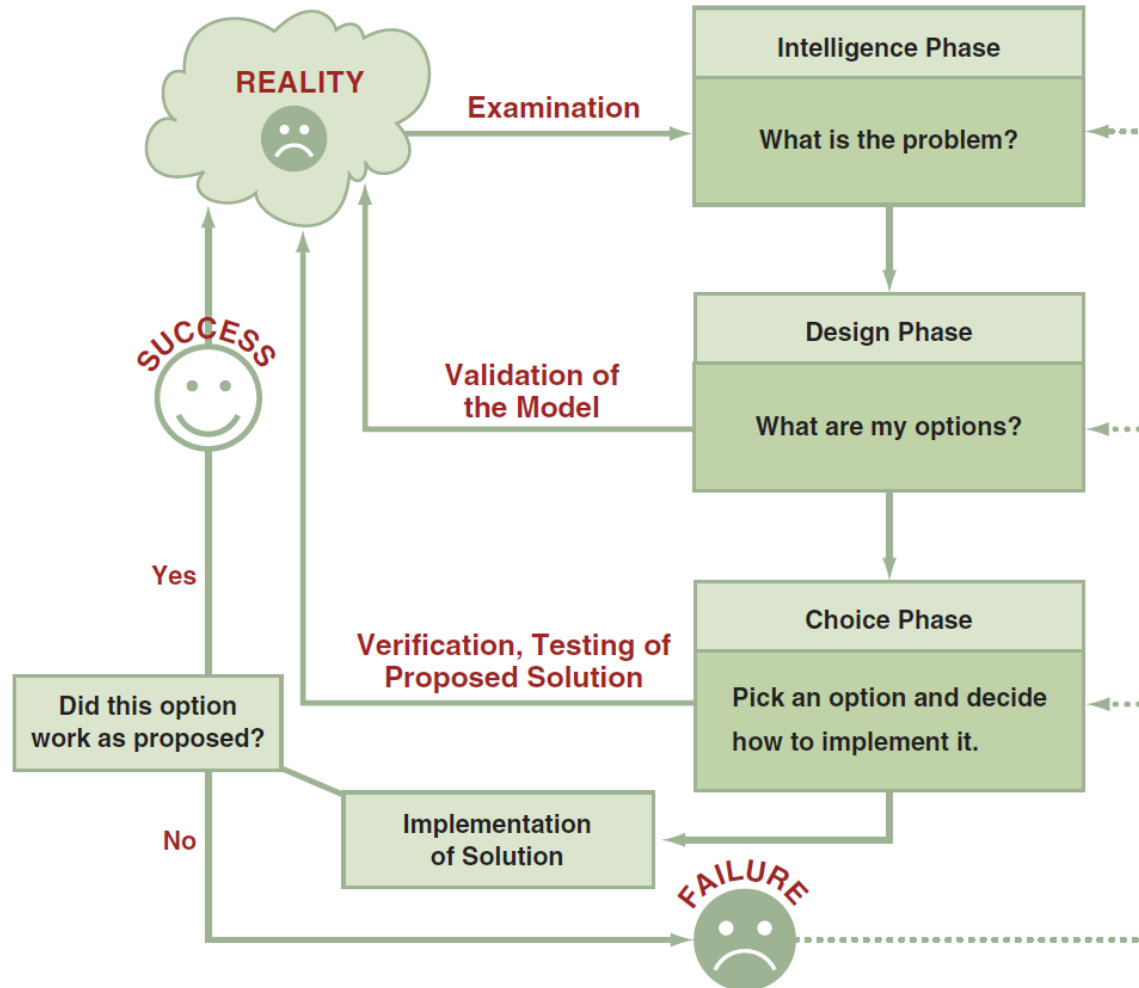 REALITY
Examination
Intelligence Phase
What is the problem?
Design Phase
What are my options?
Validation of
the Model
SUCCESS
Yes
Choice Phase
Pick an option and decide
how to implement it.
Verification, Testing of
Proposed Solution
Did this option
work as proposed?
Implementation
of Solution
No
FAILURE